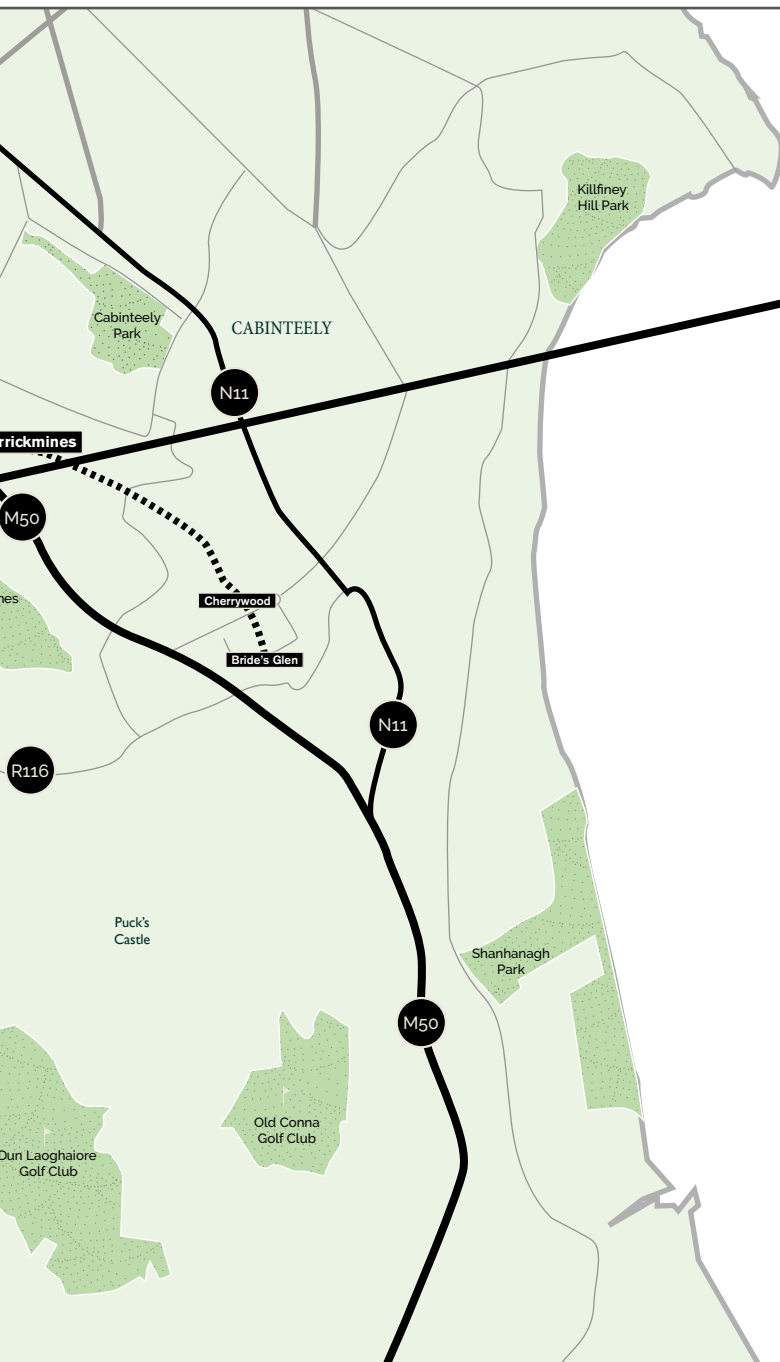 Killfiney
Hill Park
Cabinteely
Park
CABINTEELY
N11
rrickmines
M50
nes
Cherrywood
Bride's Glen
N11
R116
Puck's
Castle
Shanhanagh
Park
M50
Old Conna
Golf Club
Dun Laoghaiore
Golf Club